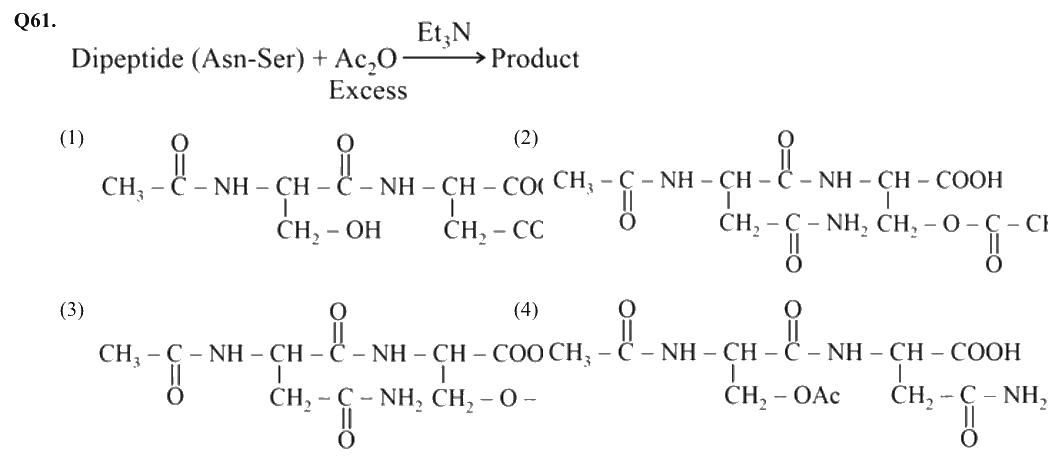 Q61.
Et₃N
Dipeptide (Asn-Ser) + Ac₂O ⟶ Product
Excess
(1)
O O
CH₃ – C – NH – CH – C – NH – CH – CO
CH₂ – OH CH₂ – CC
(2)
O
CH₃ – C – NH – CH – C – NH – CH – COOH
O CH₂ – C – NH₂ CH₂ – O – C – CH
O O
(3)
O
CH₃ – C – NH – CH – C – NH – CH – COO
O CH₂ – C – NH₂ CH₂ – O –
O
(4)
O O
CH₃ – C – NH – CH – C – NH – CH – COOH
CH₂ – OAc CH₂ – C – NH₂
O